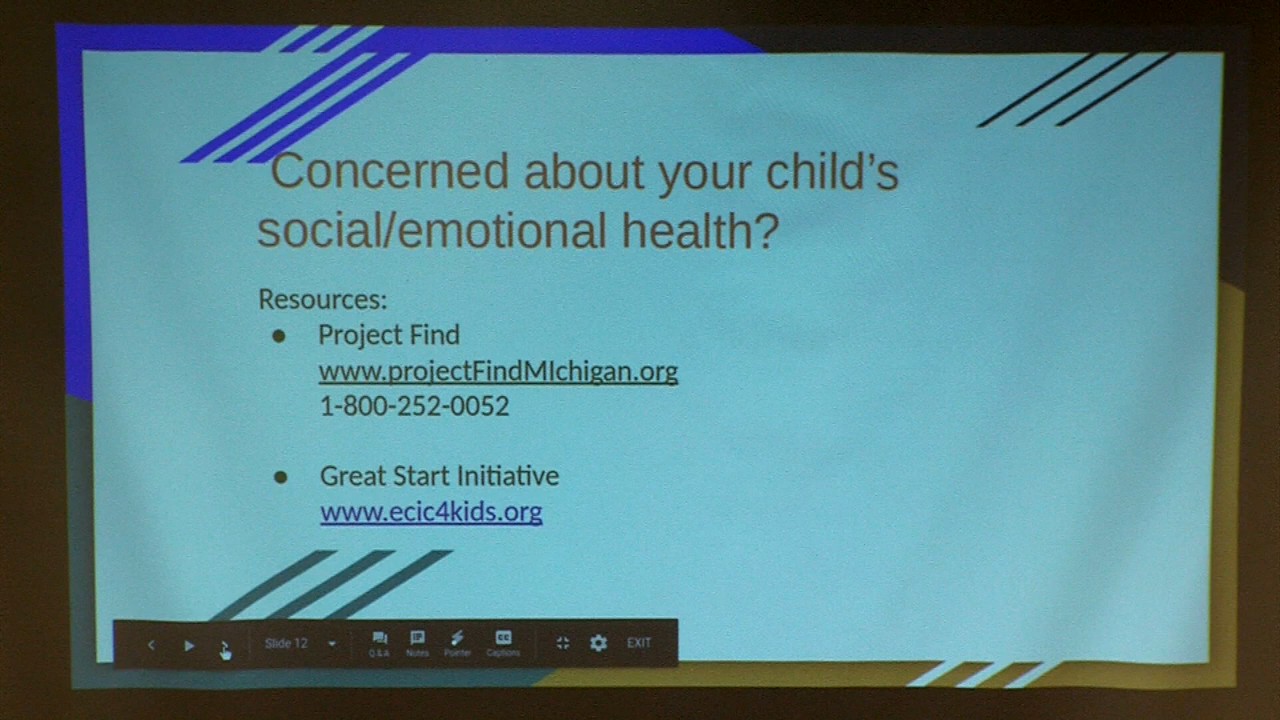 Concerned about your child's
social/emotional health?
Resources:
● Project Find
www.projectFindMIchigan.org
1-800-252-0052
● Great Start Initiative
www.ecic4kids.org
Slide 12
Q&A Notes Pointer Captions
EXIT